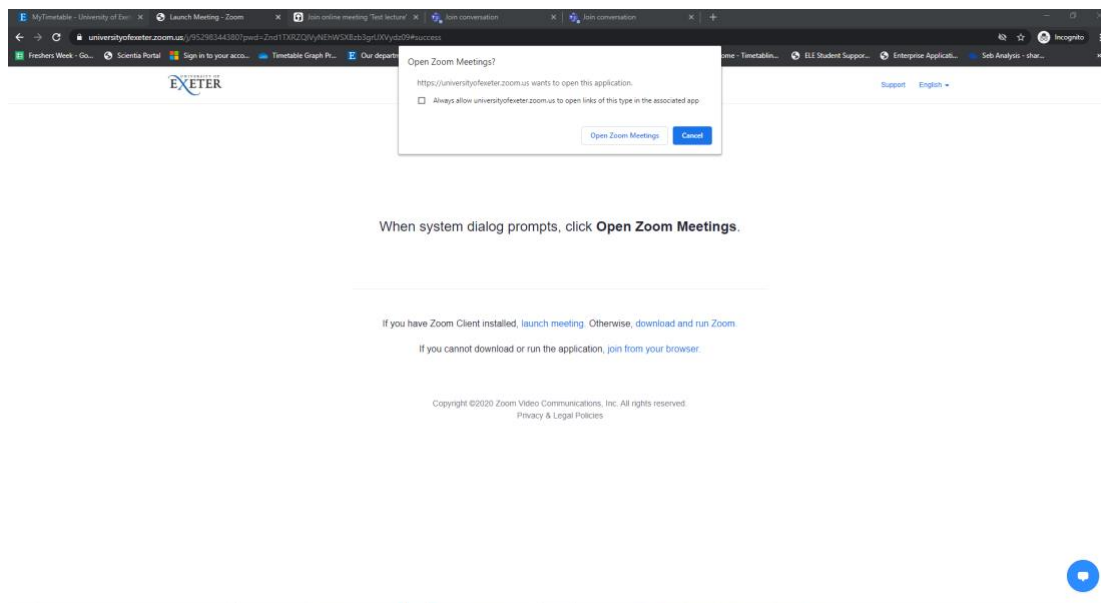 MyTimetable - University of Exet
Launch Meeting - Zoom
Join online meeting 'Test lecture'
Join conversation
Join conversation
universityofexeter.zoom.us
#success
Incognito
Freshers Week - Go...
Scientia Portal
Sign in to your acco...
Timetable Graph Pr...
Our departm
ome - Timetablin...
ELE Student Suppor...
Enterprise Applicati...
Seb Analysis - shar...
UNIVERSITY OF
EXETER
Support
English
Open Zoom Meetings?
https://universityofexeter.zoom.us wants to open this application.
Always allow universityofexeter.zoom.us to open links of this type in the associated app
Open Zoom Meetings
Cancel
When system dialog prompts, click Open Zoom Meetings.
If you have Zoom Client installed, launch meeting. Otherwise, download and run Zoom.
If you cannot download or run the application, join from your browser.
Copyright ©2020 Zoom Video Communications, Inc. All rights reserved.
Privacy & Legal Policies